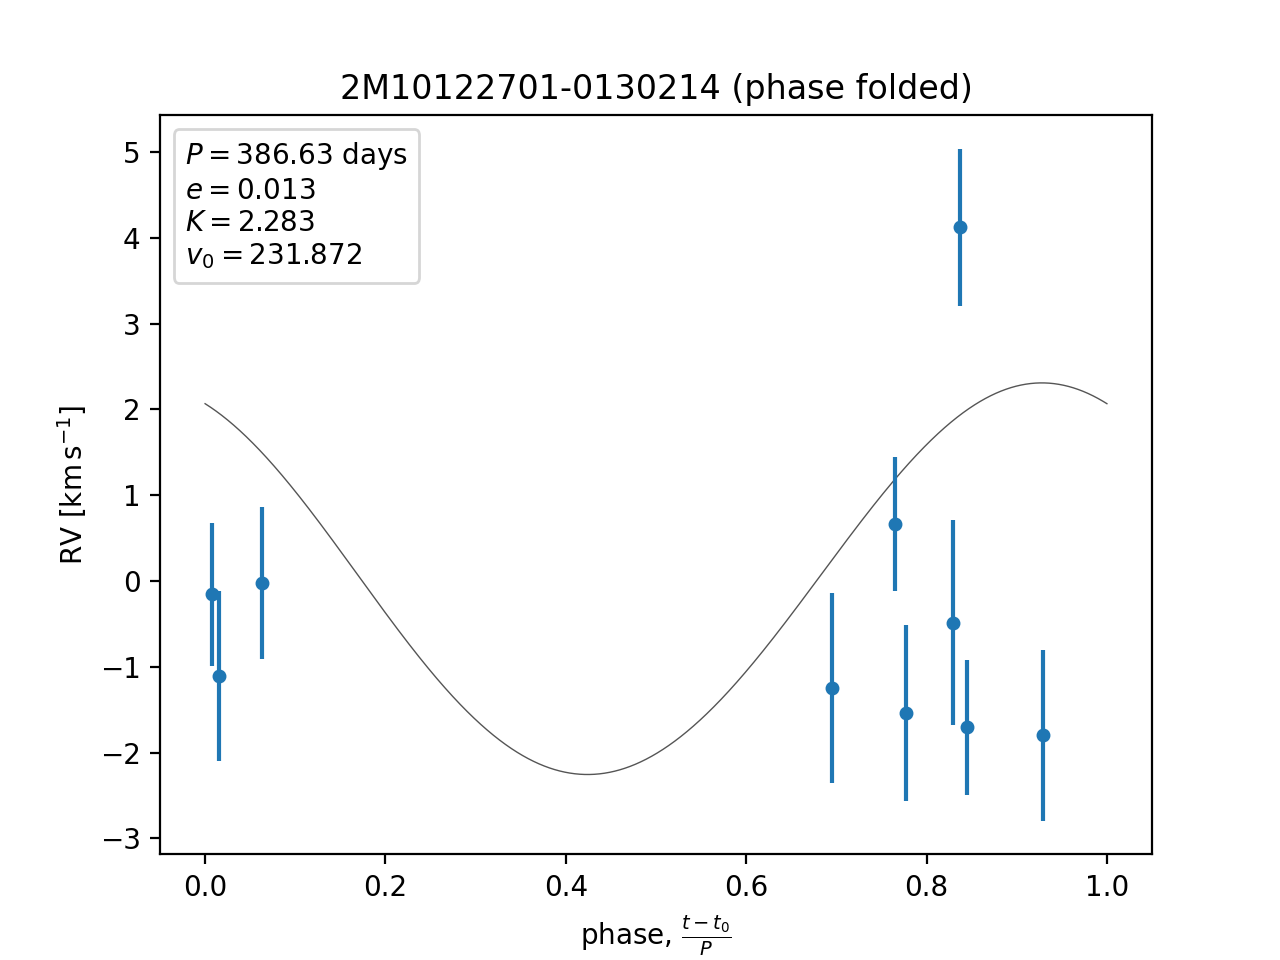 2M10122701-0130214 (phase folded)
P = 386.63 days
e = 0.013
K = 2.283
v₀ = 231.872
5
4
3
2
1
0
−1
−2
−3
RV [km s⁻¹]
0.0 0.2 0.4 0.6 0.8 1.0
phase, \frac{t − t₀}{P}